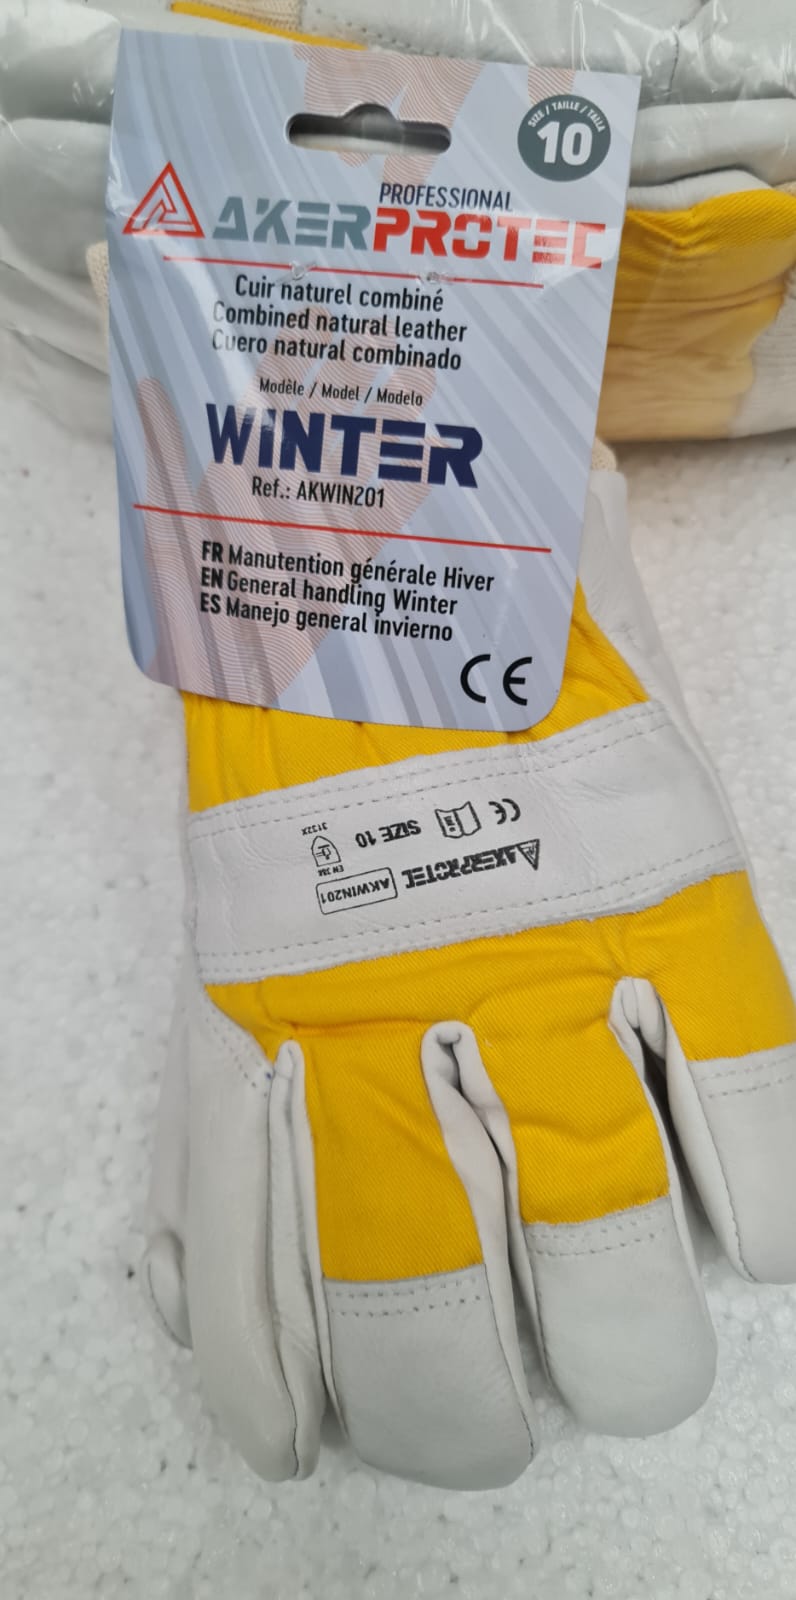 SIZE / TAILLE / TALLA
10
PROFESSIONAL
AKERPROTEC
Cuir naturel combiné
Combined natural leather
Cuero natural combinado
Modèle / Model / Modelo
WINTER
Ref.: AKWIN201
FR Manutention générale Hiver
EN General handling Winter
ES Manejo general invierno
CE
AKERPROTEC
AKWIN201
CE
SIZE 10
EN 388
3132X